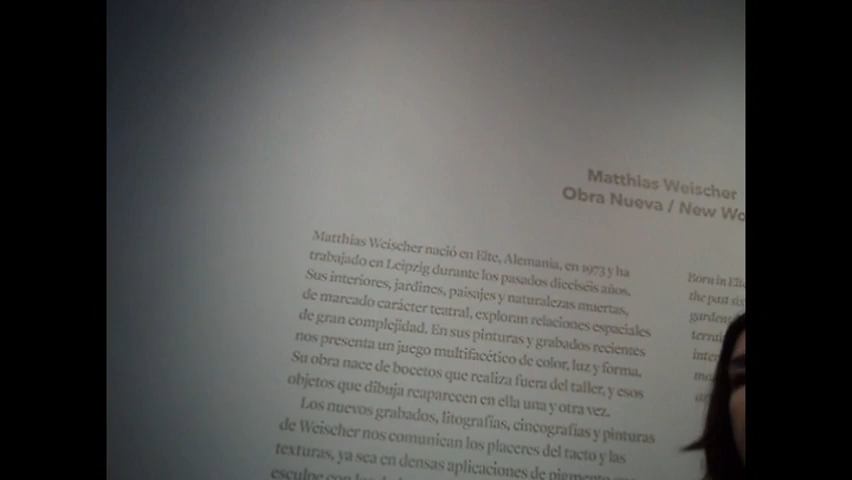 Matthias Weischer
Obra Nueva / New Wo
Matthias Weischer nació en Elte, Alemania, en 1973 y ha
trabajado en Leipzig durante los pasados dieciséis años.
Sus interiores, jardines, paisajes y naturalezas muertas,
de marcado carácter teatral, exploran relaciones espaciales
de gran complejidad. En sus pinturas y grabados recientes
nos presenta un juego multifacético de color, luz y forma.
Su obra nace de bocetos que realiza fuera del taller, y esos
objetos que dibuja reaparecen en ella una y otra vez.
Los nuevos grabados, litografías, cincografías y pinturas
de Weischer nos comunican los placeres del tacto y las
texturas, ya sea en densas aplicaciones de pigmento
esculpe con
Born in Elte
the past six
garden
terrai
inter
ma